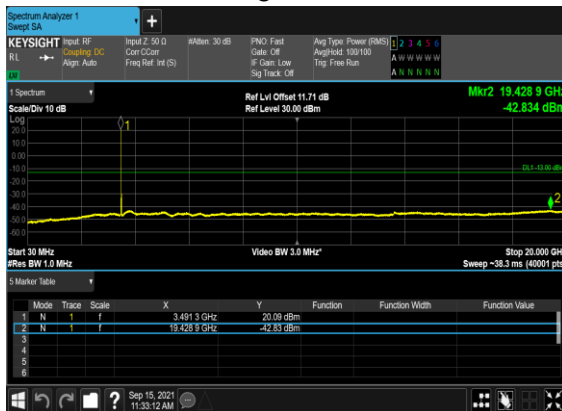 Spectrum Analyzer 1
Swept SA
+
KEYSIGHT Input: RF Input Z: 50 Ω #Atten: 30 dB PNO: Fast Avg Type: Power (RMS) 1 2 3 4 5 6
RL Coupling: DC Corr CCorr Gate: Off Avg|Hold: 100/100 A W W W W W
Align: Auto Freq Ref: Int (S) IF Gain: Low Trig: Free Run
Sig Track: Off A N N N N N
1 Spectrum Ref Lvl Offset 11.71 dB Mkr2 19.428 9 GHz
Scale/Div 10 dB Ref Level 30.00 dBm -42.834 dBm
Log
20.0
10.0
0.00
-10.0
-20.0
-30.0
-40.0
-50.0
-60.0
1
DL1 -13.00 dBm
2
Start 30 MHz Video BW 3.0 MHz* Stop 20.000 GHz
#Res BW 1.0 MHz Sweep ~38.3 ms (40001 pts)
5 Marker Table
Mode Trace Scale X Y Function Function Width Function Value
1 N 1 f 3.491 3 GHz 20.09 dBm
2 N 1 f 19.428 9 GHz -42.83 dBm
3
4
5
6
? Sep 15, 2021
11:33:12 AM